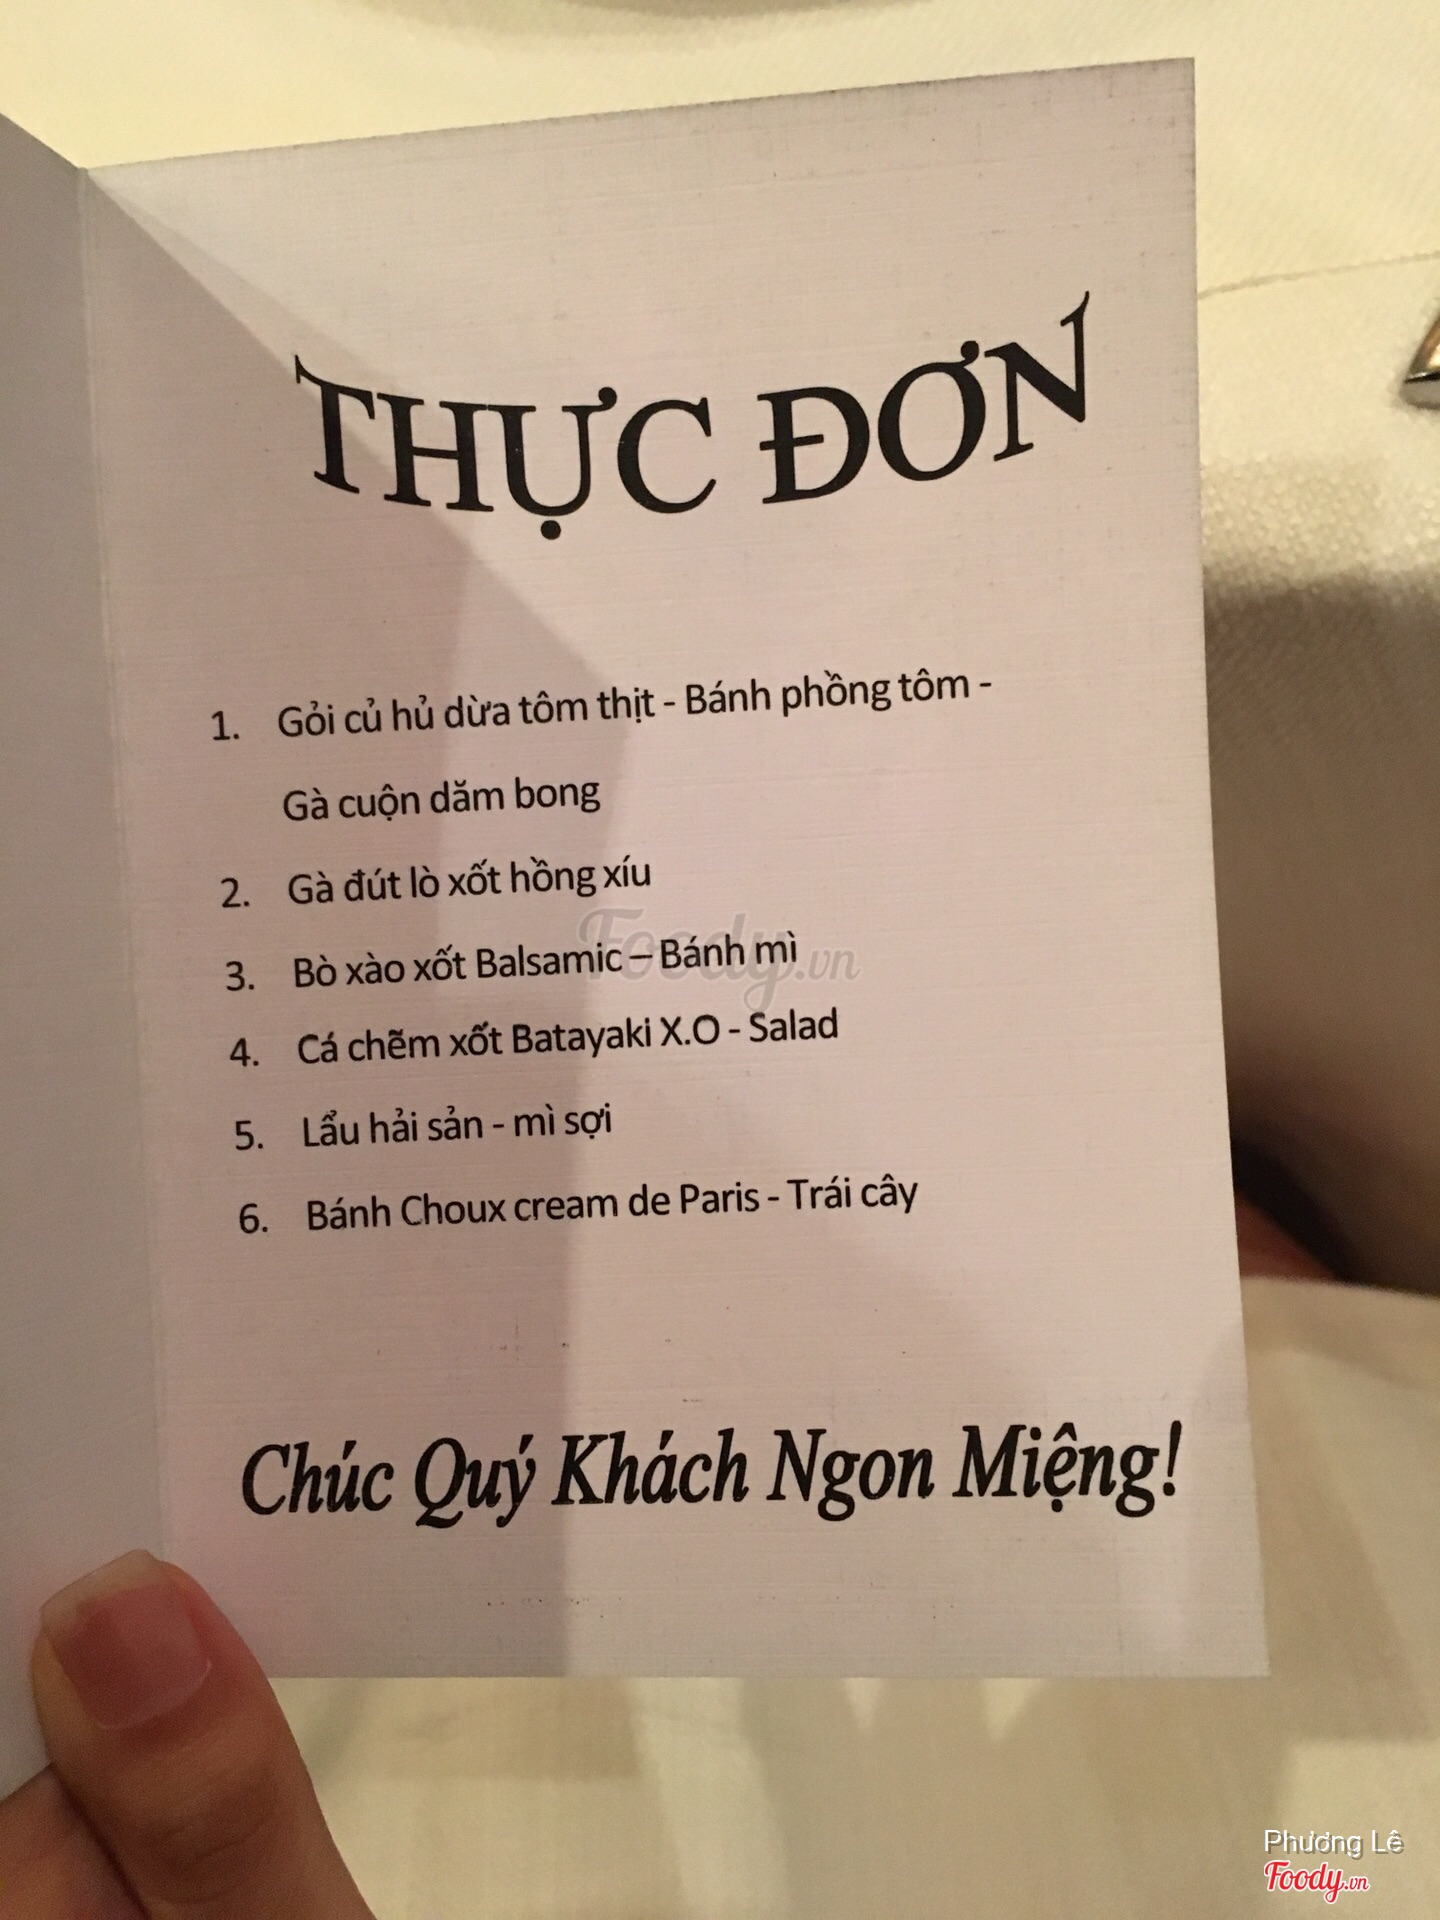 THỰC ĐƠN
1. Gỏi củ hủ dừa tôm thịt - Bánh phồng tôm -
Gà cuộn dăm bong
2. Gà đút lò xốt hồng xíu
3. Bò xào xốt Balsamic – Bánh mì
Foody.vn
4. Cá chẽm xốt Batayaki X.O - Salad
5. Lẩu hải sản - mì sợi
6. Bánh Choux cream de Paris - Trái cây
Chúc Quý Khách Ngon Miệng!
Phương Lê
Foody.vn